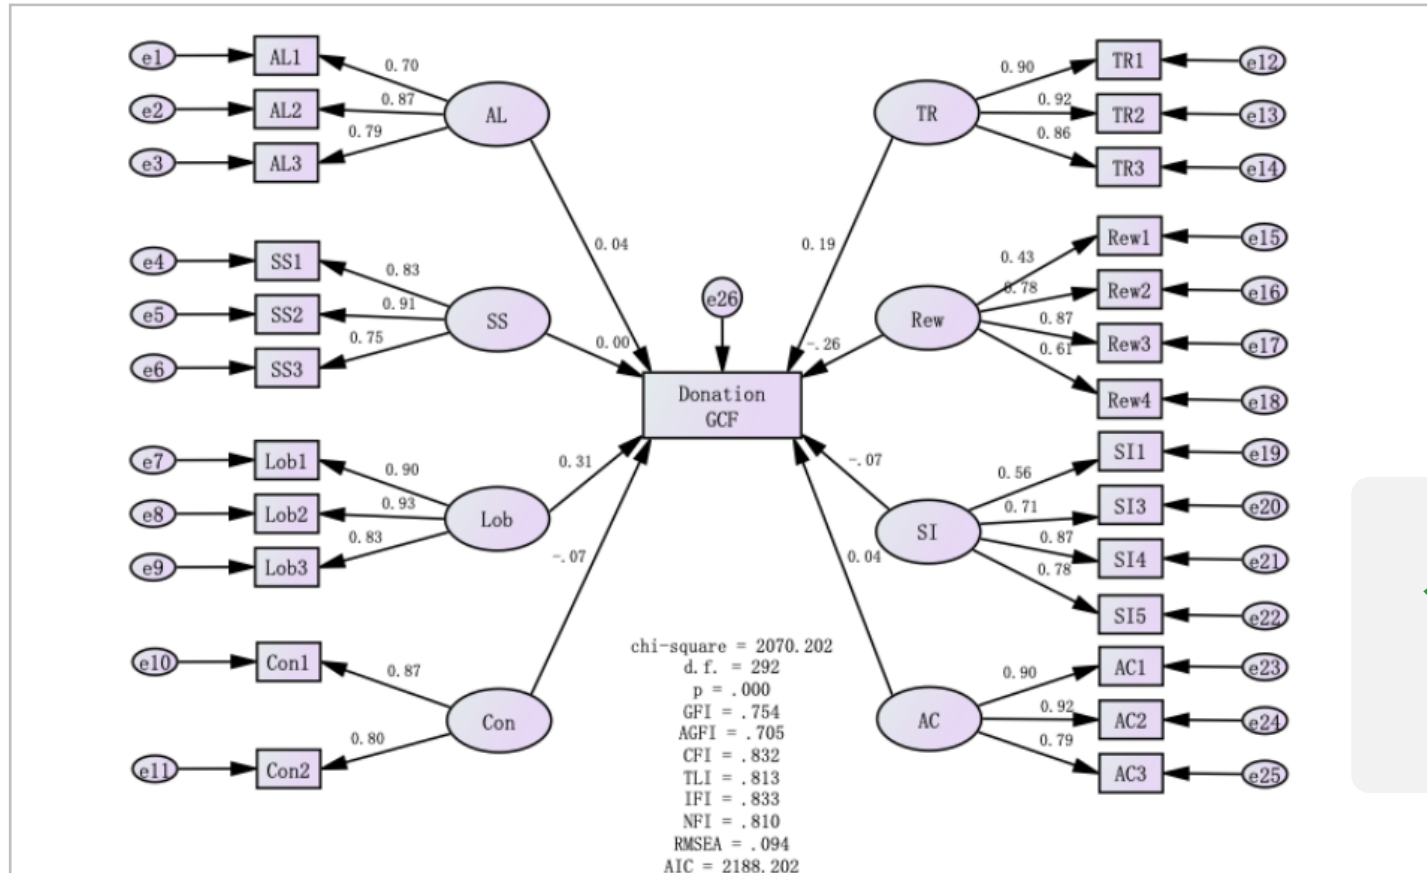 e1 AL1 0.70
e2 AL2 0.87 AL
e3 AL3 0.79
e4 SS1 0.83
e5 SS2 0.91 SS
e6 SS3 0.75
e7 Lob1 0.90
e8 Lob2 0.93 Lob
e9 Lob3 0.83
e10 Con1 0.87
Con
e11 Con2 0.80
0.04
0.00
0.31
-.07
e26
Donation
GCF
0.19
-.26
-.07
0.04
0.90 TR1 e12
TR 0.92 TR2 e13
0.86 TR3 e14
0.43 Rew1 e15
Rew 0.78 Rew2 e16
0.87 Rew3 e17
0.61 Rew4 e18
0.56 SI1 e19
0.71 SI3 e20
SI 0.87 SI4 e21
0.78 SI5 e22
0.90 AC1 e23
AC 0.92 AC2 e24
0.79 AC3 e25
chi-square = 2070.202
d.f. = 292
p = .000
GFI = .754
AGFI = .705
CFI = .832
TLI = .813
IFI = .833
NFI = .810
RMSEA = .094
AIC = 2188.202